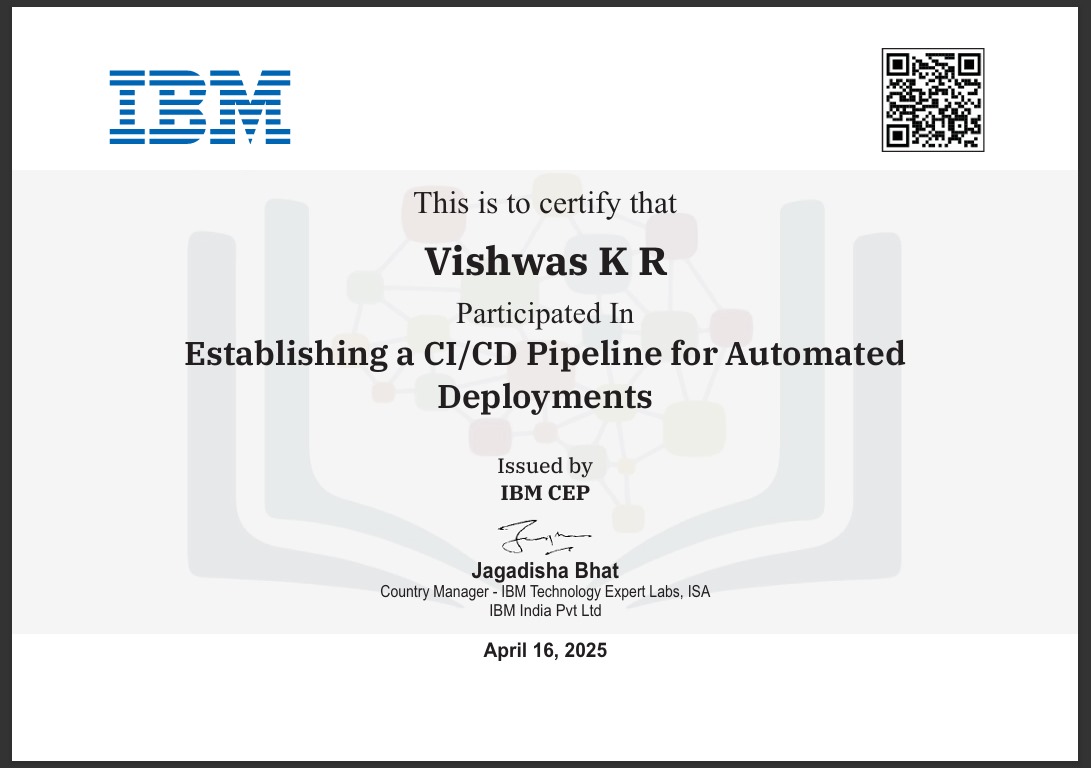 IBM
This is to certify that
Vishwas K R
Participated In
Establishing a CI/CD Pipeline for Automated
Deployments
Issued by
IBM CEP
Jagadisha Bhat
Country Manager - IBM Technology Expert Labs, ISA
IBM India Pvt Ltd
April 16, 2025